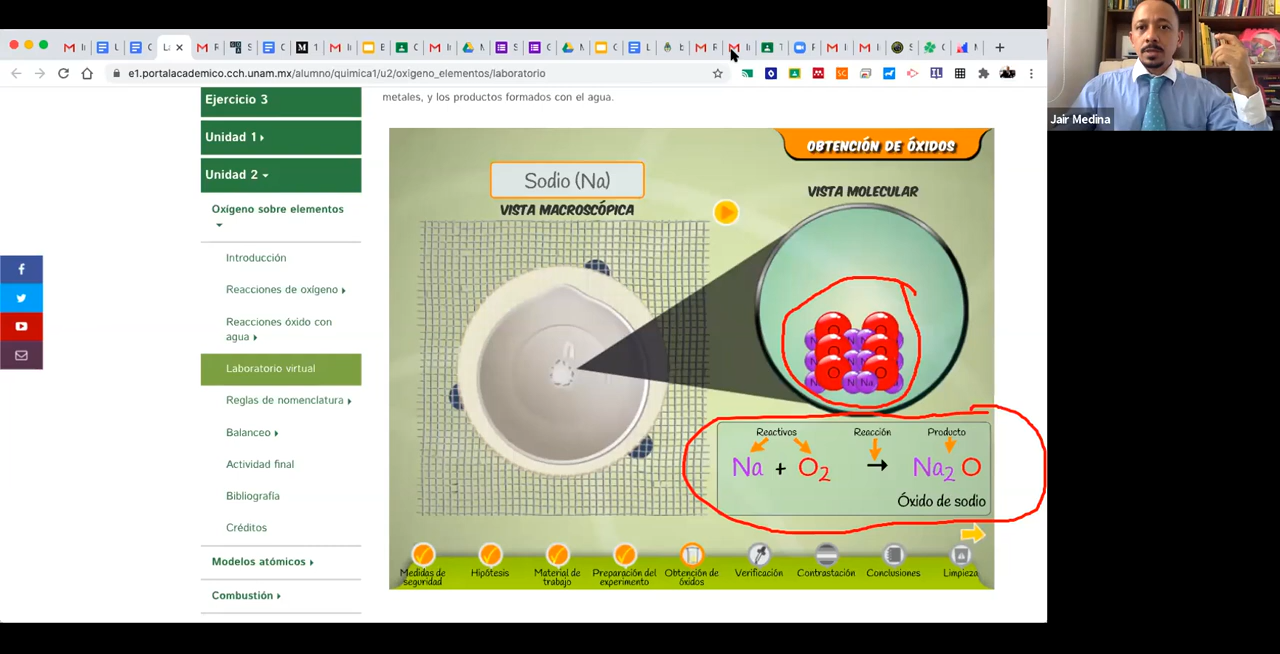 e1.portalacademico.cch.unam.mx/alumno/quimica1/u2/oxigeno_elementos/laboratorio
Jair Medina
Ejercicio 3
Unidad 1
Unidad 2
Oxígeno sobre elementos
Introducción
Reacciones de oxígeno
Reacciones óxido con
agua
Laboratorio virtual
Reglas de nomenclatura
Balanceo
Actividad final
Bibliografía
Créditos
Modelos atómicos
Combustión
metales, y los productos formados con el agua.
OBTENCIÓN DE ÓXIDOS
Sodio (Na)
VISTA MACROSCÓPICA
VISTA MOLECULAR
Na
Reactivos Reacción Producto
Na + O2 → Na2 O
Óxido de sodio
Medidas de
seguridad
Hipótesis
Material de
trabajo
Preparación del
experimento
Obtención de
óxidos
Verificación
Contrastación
Conclusiones
Limpieza